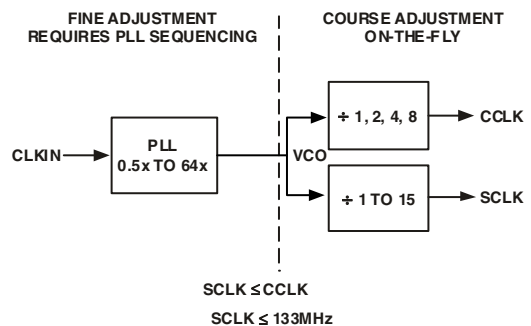 FINE ADJUSTMENT
REQUIRES PLL SEQUENCING
COURSE ADJUSTMENT
ON-THE-FLY
CLKIN
PLL
0.5x TO 64x
VCO
÷ 1, 2, 4, 8
CCLK
÷ 1 TO 15
SCLK
SCLK ≤ CCLK
SCLK ≤ 133MHz